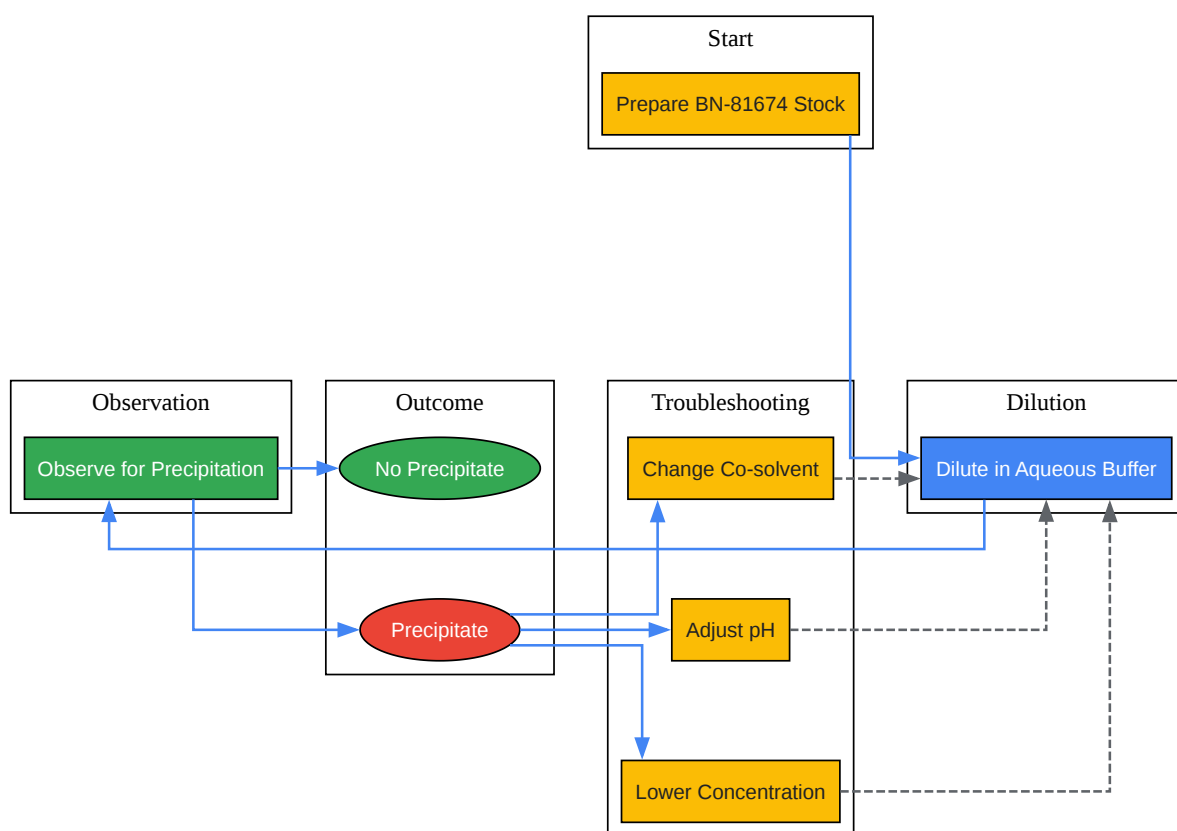 Start
Prepare BN-81674 Stock
Observation
Outcome
Troubleshooting
Dilution
Observe for Precipitation
No Precipitate
Change Co-solvent
Dilute in Aqueous Buffer
Precipitate
Adjust pH
Lower Concentration